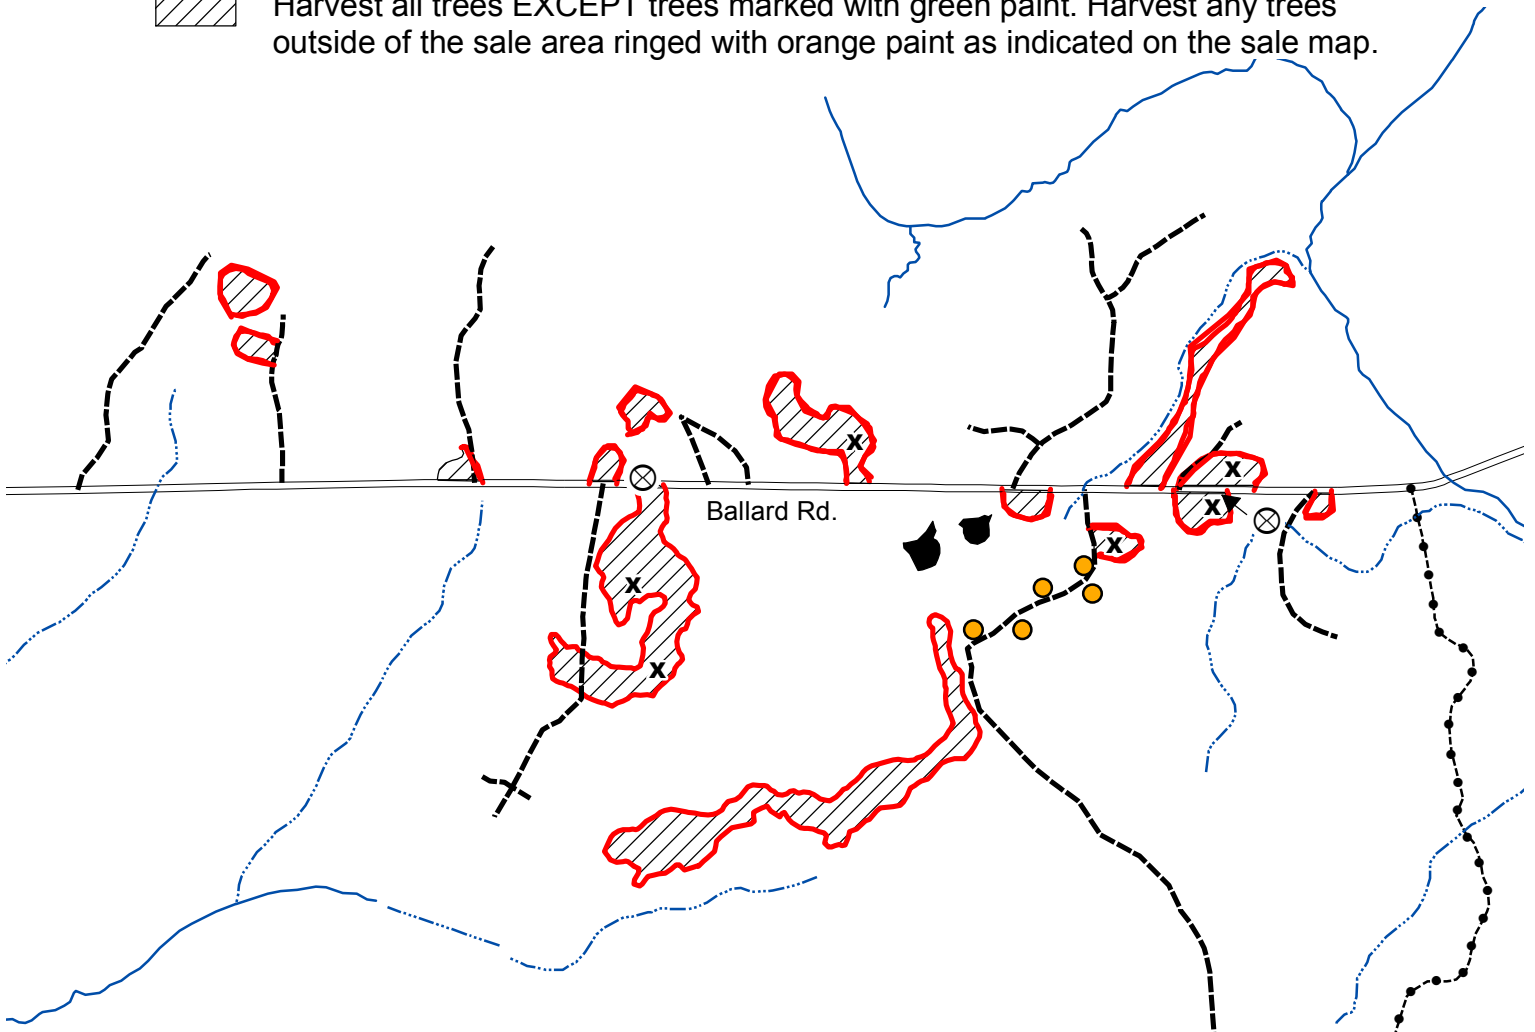 Harvest all trees EXCEPT trees marked with green paint. Harvest any trees
outside of the sale area ringed with orange paint as indicated on the sale map.
x
x
x
Ballard Rd.
x
x
x